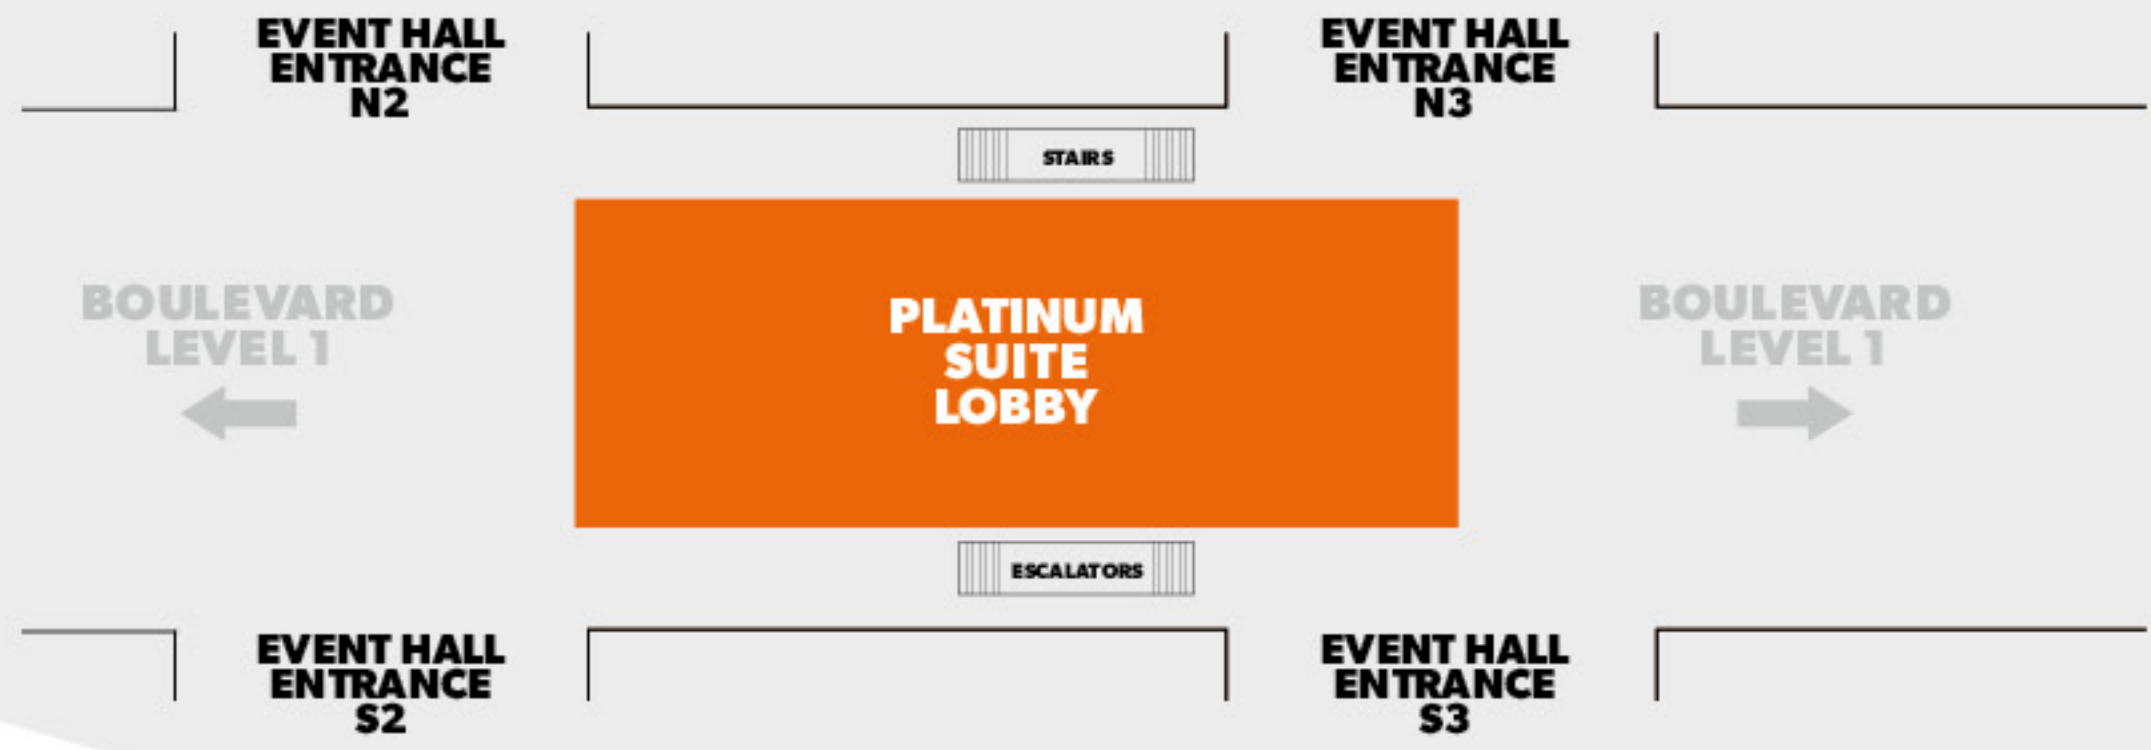 EVENT HALL
ENTRANCE
N2
EVENT HALL
ENTRANCE
N3
STAIRS
BOULEVARD
LEVEL 1
PLATINUM
SUITE
LOBBY
BOULEVARD
LEVEL 1
ESCALATORS
EVENT HALL
ENTRANCE
S2
EVENT HALL
ENTRANCE
S3